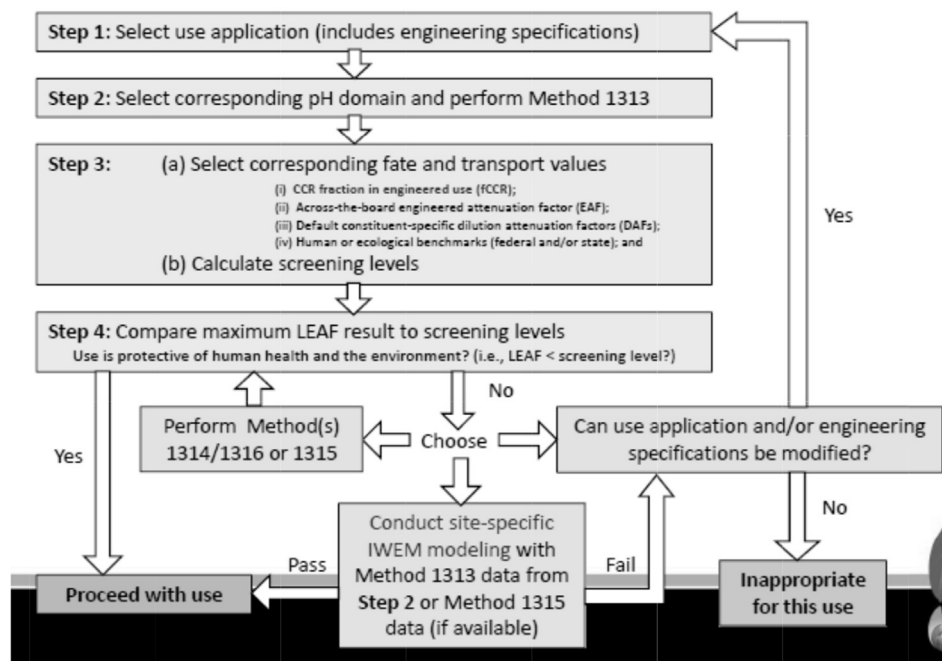 Step 1: Select use application (includes engineering specifications)
Step 2: Select corresponding pH domain and perform Method 1313
Step 3: (a) Select corresponding fate and transport values
(i) CCR fraction in engineered use (fCCR);
(ii) Across-the-board engineered attenuation factor (EAF);
(iii) Default constituent-specific dilution attenuation factors (DAFs);
(iv) Human or ecological benchmarks (federal and/or state); and
(b) Calculate screening levels
Yes
Step 4: Compare maximum LEAF result to screening levels
Use is protective of human health and the environment? (i.e., LEAF < screening level?)
No
Yes
Perform Method(s)
1314/1316 or 1315
Choose
Can use application and/or engineering
specifications be modified?
No
Conduct site-specific
IWEM modeling with
Method 1313 data from
Step 2 or Method 1315
data (if available)
Pass
Fail
Proceed with use
Inappropriate
for this use